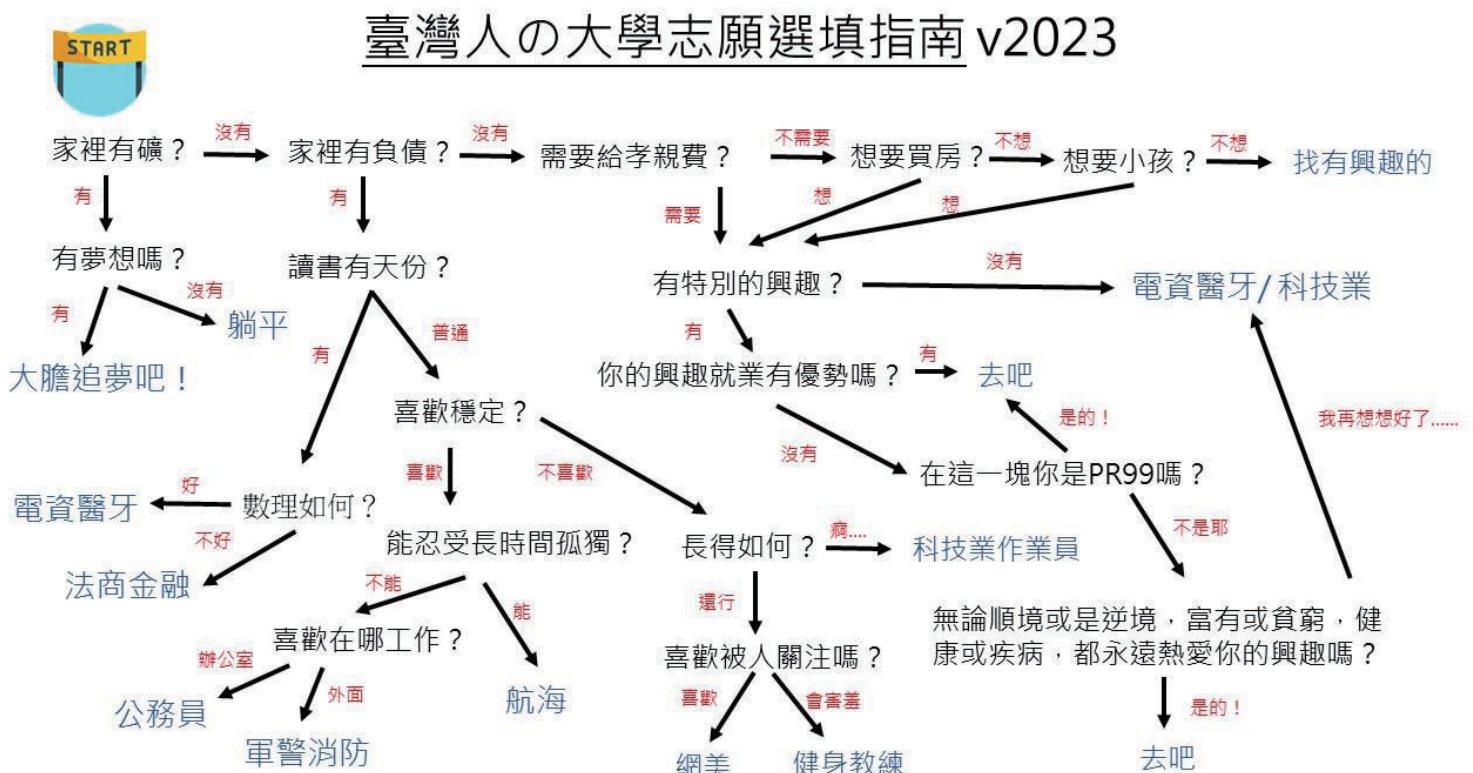 START
臺灣人の大學志願選填指南 v2023
家裡有礦？
沒有
家裡有負債？
沒有
需要給孝親費？
不需要
想要買房？
不想
想要小孩？
不想
找有興趣的
有
有
需要
想
想
有夢想嗎？
讀書有天份？
有特別的興趣？
沒有
電資醫牙/科技業
有
沒有
躺平
大膽追夢吧！
有
普通
有
你的興趣就業有優勢嗎？
有
去吧
喜歡穩定？
是的！
我再想想好了......
沒有
在這一塊你是PR99嗎？
喜歡
不喜歡
電資醫牙
好
數理如何？
不好
法商金融
能忍受長時間孤獨？
長得如何？
痾....
科技業作業員
不是耶
不能
能
還行
喜歡在哪工作？
無論順境或是逆境，富有或貧窮，健
康或疾病，都永遠熱愛你的興趣嗎？
喜歡被人關注嗎？
辦公室
外面
公務員
軍警消防
航海
喜歡
會害羞
網美
健身教練
是的！
去吧